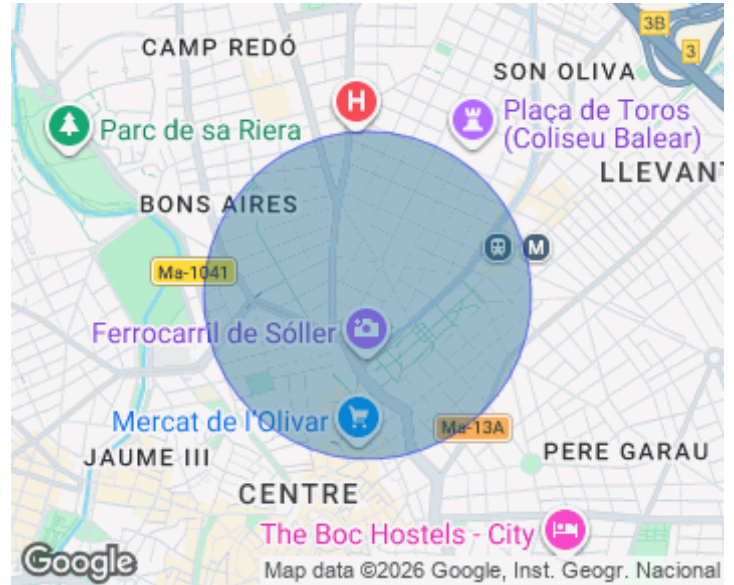 3B
CAMP REDÓ
3
SON OLIVA
H
Parc de sa Riera
Plaça de Toros
(Coliseu Balear)
LLEVANT
BONS AIRES
M
Ma-1041
Ferrocarril de Sóller
Mercat de l'Olivar
Ma-13A
JAUME III
PERE GARAU
CENTRE
The Boc Hostels - City
Google
Map data ©2026 Google, Inst. Geogr. Nacional